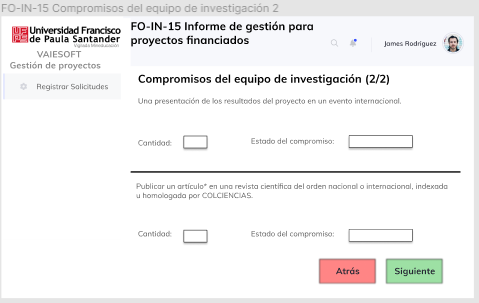 FO-IN-15 Compromisos del equipo de investigación 2
Universidad Francisco
de Paula Santander
Vigilada Mineducación
VAIESOFT
Gestión de proyectos
Registrar Solicitudes
FO-IN-15 Informe de gestión para
proyectos financiados
James Rodriguez
Compromisos del equipo de investigación (2/2)
Una presentación de los resultados del proyecto en un evento internacional.
Cantidad:
Estado del compromiso:
Publicar un artículo* en una revista científica del orden nacional o internacional, indexada
u homologada por COLCIENCIAS.
Cantidad:
Estado del compromiso:
Atrás
Siguiente